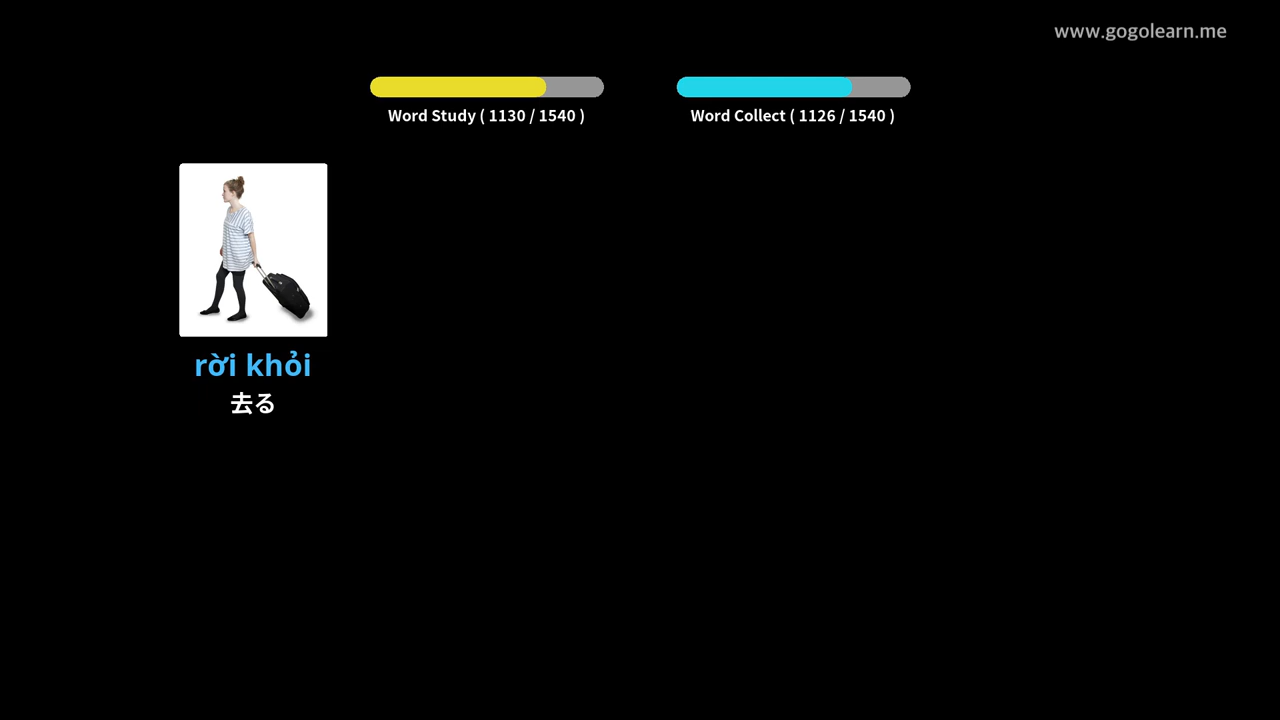 www.gogolearn.me
Word Study ( 1130 / 1540 )
Word Collect ( 1126 / 1540 )
rời khỏi
去る